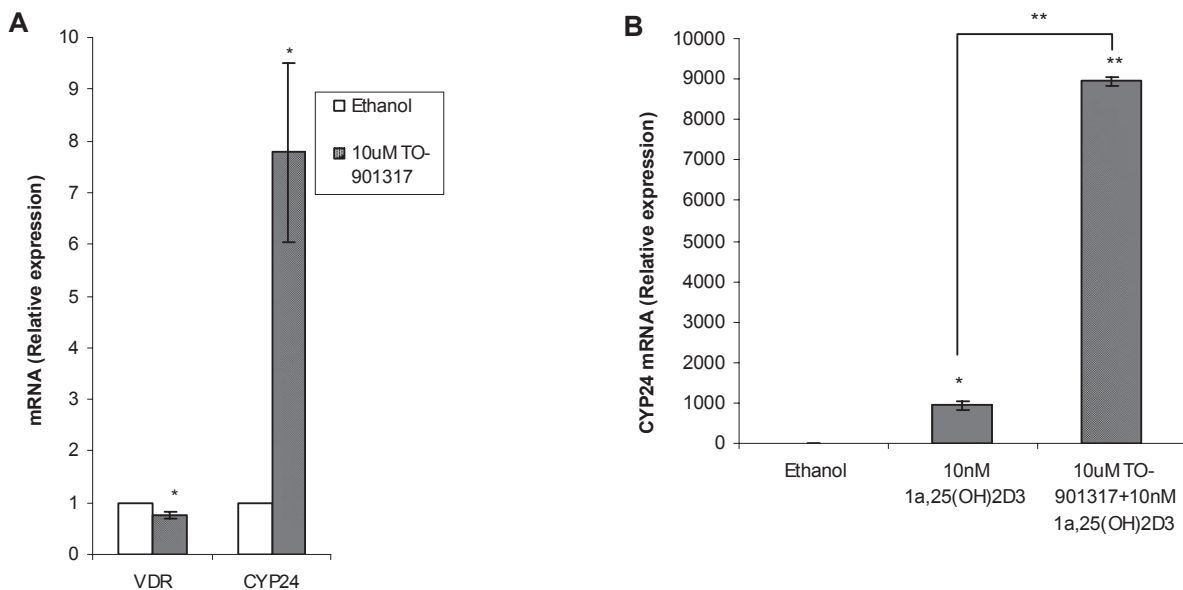 A
mRNA (Relative expression)
10
9
8
7
6
5
4
3
2
1
0
*
*
VDR
CYP24
Ethanol
10uM TO-
901317
B
CYP24 mRNA (Relative expression)
10000
9000
8000
7000
6000
5000
4000
3000
2000
1000
0
**
**
*
Ethanol
10nM
1a,25(OH)2D3
10uM TO-
901317+10nM
1a,25(OH)2D3